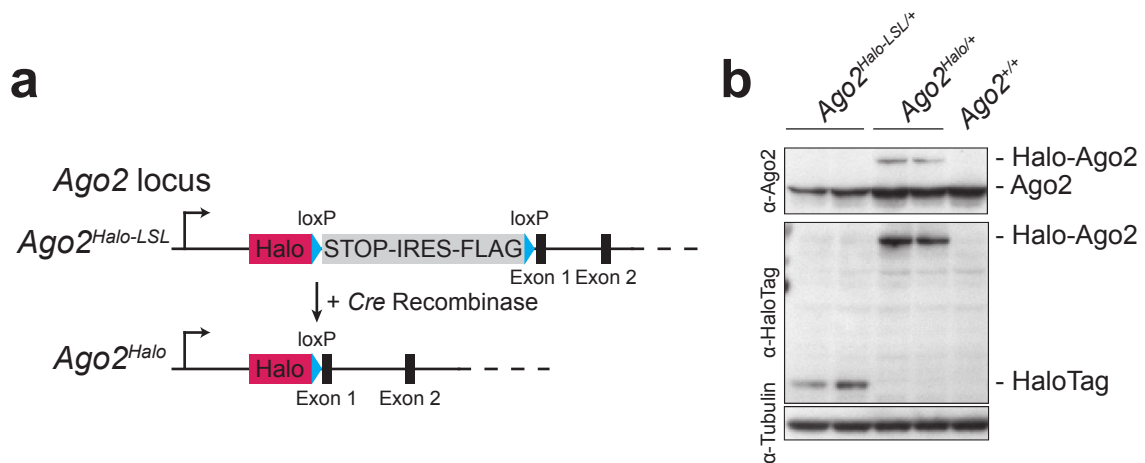 a
Ago2 locus
Ago2Halo-LSL
loxP
loxP
Halo
STOP-IRES-FLAG
Exon 1 Exon 2
+ Cre Recombinase
Ago2Halo
loxP
Halo
Exon 1 Exon 2
b
Ago2Halo-LSL/+
Ago2Halo/+
Ago2+/+
α-Ago2
- Halo-Ago2
- Ago2
α-HaloTag
- Halo-Ago2
- HaloTag
α-Tubulin